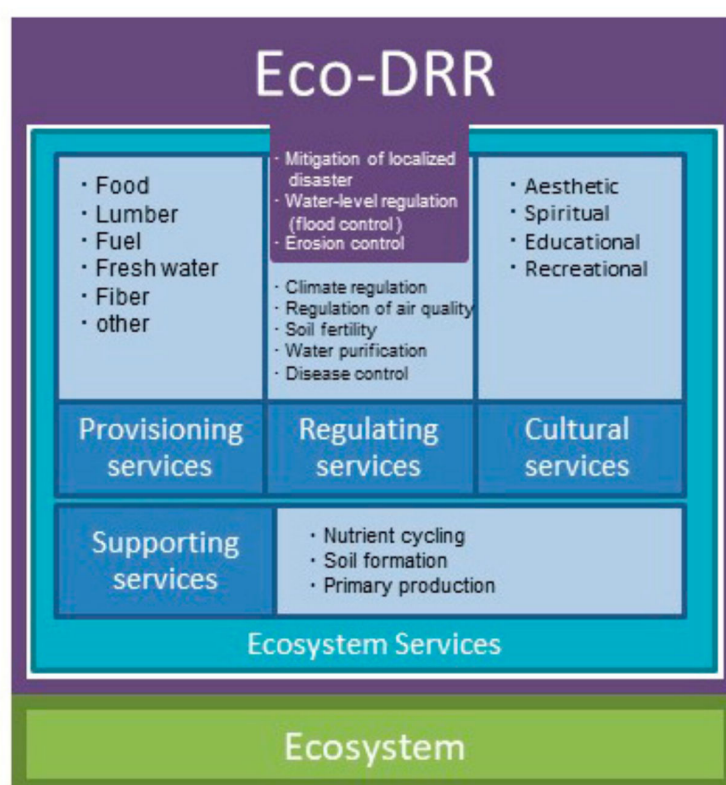 Eco-DRR
・Food
・Lumber
・Fuel
・Fresh water
・Fiber
・other
・Mitigation of localized
disaster
・Water-level regulation
(flood control)
・Erosion control
・Climate regulation
・Regulation of air quality
・Soil fertility
・Water purification
・Disease control
・Aesthetic
・Spiritual
・Educational
・Recreational
Provisioning
services
Regulating
services
Cultural
services
Supporting
services
・Nutrient cycling
・Soil formation
・Primary production
Ecosystem Services
Ecosystem